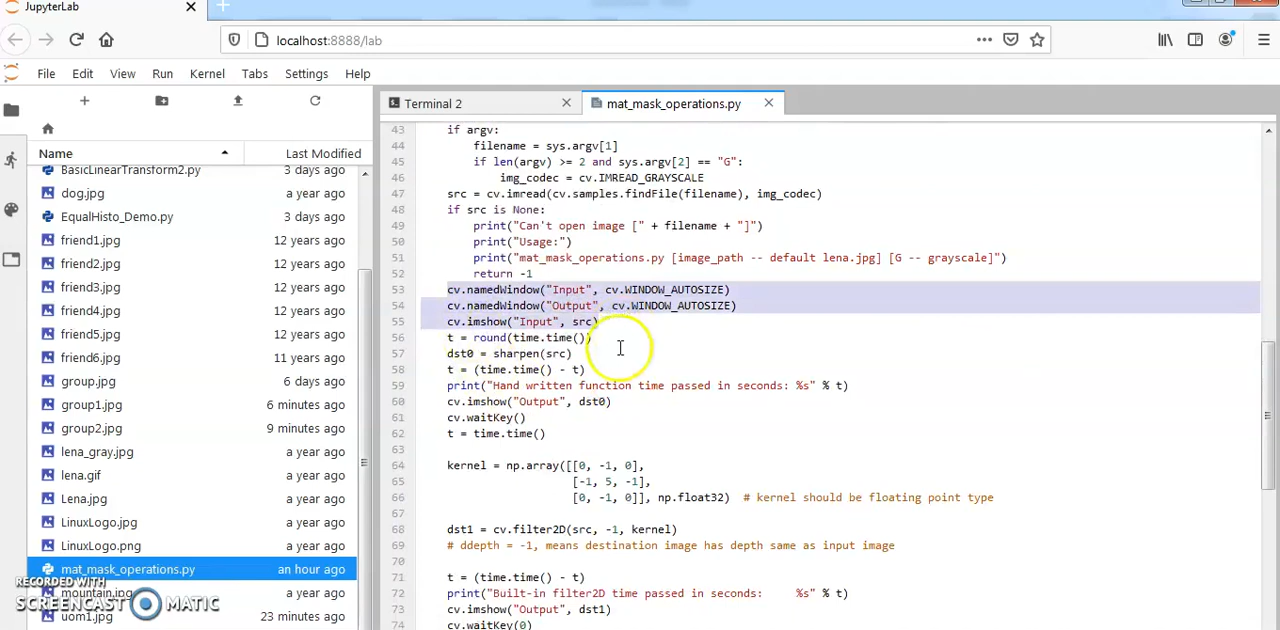 JupyterLab
localhost:8888/lab
File Edit View Run Kernel Tabs Settings Help
Terminal 2
mat_mask_operations.py
Name Last Modified
BasicLinearTransform2.py 3 days ago
dog.jpg a year ago
EqualHisto_Demo.py 3 days ago
friend1.jpg 12 years ago
friend2.jpg 12 years ago
friend3.jpg 12 years ago
friend4.jpg 12 years ago
friend5.jpg 12 years ago
friend6.jpg 11 years ago
group.jpg 6 days ago
group1.jpg 6 minutes ago
group2.jpg 9 minutes ago
lena_gray.jpg a year ago
lena.gif a year ago
Lena.jpg a year ago
LinuxLogo.jpg a year ago
LinuxLogo.png a year ago
mat_mask_operations.py an hour ago
mountain.jpg a year ago
uom1.jpg 23 minutes ago
43 if argv:
44 filename = sys.argv[1]
45 if len(argv) >= 2 and sys.argv[2] == "G":
46 img_codec = cv.IMREAD_GRAYSCALE
47 src = cv.imread(cv.samples.findFile(filename), img_codec)
48 if src is None:
49 print("Can't open image [" + filename + "]")
50 print("Usage:")
51 print("mat_mask_operations.py [image_path -- default lena.jpg] [G -- grayscale]")
52 return -1
53 cv.namedWindow("Input", cv.WINDOW_AUTOSIZE)
54 cv.namedWindow("Output", cv.WINDOW_AUTOSIZE)
55 cv.imshow("Input", src)
56 t = round(time.time())
57 dst0 = sharpen(src)
58 t = (time.time() - t)
59 print("Hand written function time passed in seconds: %s" % t)
60 cv.imshow("Output", dst0)
61 cv.waitKey()
62 t = time.time()
63
64 kernel = np.array([[0, -1, 0],
65 [-1, 5, -1],
66 [0, -1, 0]], np.float32) # kernel should be floating point type
67
68 dst1 = cv.filter2D(src, -1, kernel)
69 # ddepth = -1, means destination image has depth same as input image
70
71 t = (time.time() - t)
72 print("Built-in filter2D time passed in seconds: %s" % t)
73 cv.imshow("Output", dst1)
74 cv.waitKey(0)
RECORDED WITH
SCREENCAST MATIC